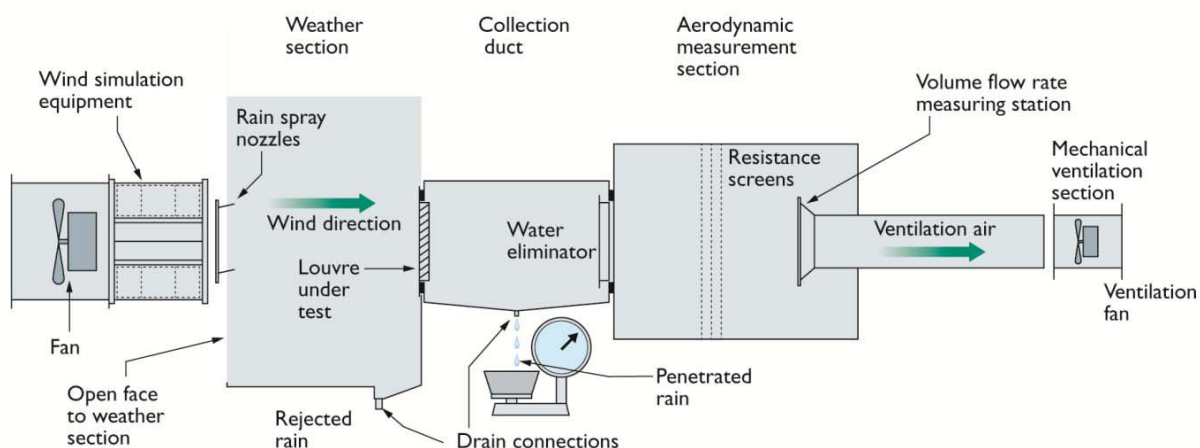 Weather
section
Collection
duct
Aerodynamic
measurement
section
Wind simulation
equipment
Rain spray
nozzles
Volume flow rate
measuring station
Resistance
screens
Mechanical
ventilation
section
Wind direction
Water
eliminator
Ventilation air
Louvre
under
test
Ventilation
fan
Fan
Open face
to weather
section
Rejected
rain
Drain connections
Penetrated
rain